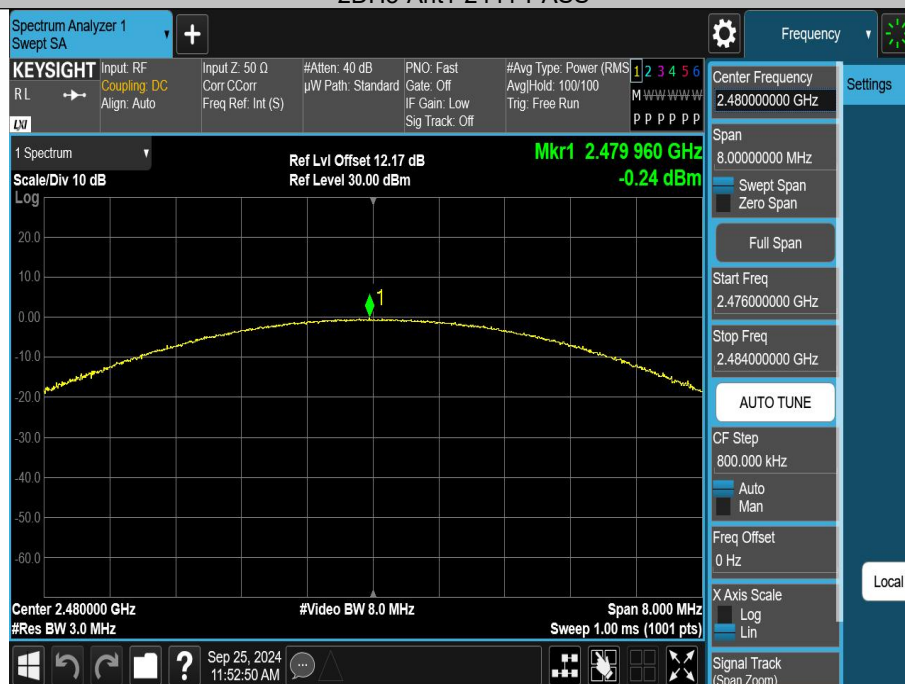 Spectrum Analyzer 1
Swept SA
+
Frequency
KEYSIGHT
RL
LXI
Input: RF
Coupling: DC
Align: Auto
Input Z: 50 Ω
Corr CCorr
Freq Ref: Int (S)
#Atten: 40 dB
µW Path: Standard
PNO: Fast
Gate: Off
IF Gain: Low
Sig Track: Off
#Avg Type: Power (RMS
Avg|Hold: 100/100
Trig: Free Run
1 2 3 4 5 6
M W W W W W
P P P P P P
1 Spectrum
Scale/Div 10 dB
Log
Ref Lvl Offset 12.17 dB
Ref Level 30.00 dBm
Mkr1 2.479 960 GHz
-0.24 dBm
20.0
10.0
0.00
-10.0
-20.0
-30.0
-40.0
-50.0
-60.0
1
Center 2.480000 GHz
#Res BW 3.0 MHz
#Video BW 8.0 MHz
Span 8.000 MHz
Sweep 1.00 ms (1001 pts)
Sep 25, 2024
11:52:50 AM
?
Center Frequency
2.480000000 GHz
Span
8.00000000 MHz
Swept Span
Zero Span
Full Span
Start Freq
2.476000000 GHz
Stop Freq
2.484000000 GHz
AUTO TUNE
CF Step
800.000 kHz
Auto
Man
Freq Offset
0 Hz
X Axis Scale
Log
Lin
Signal Track
(Span Zoom)
Settings
Local